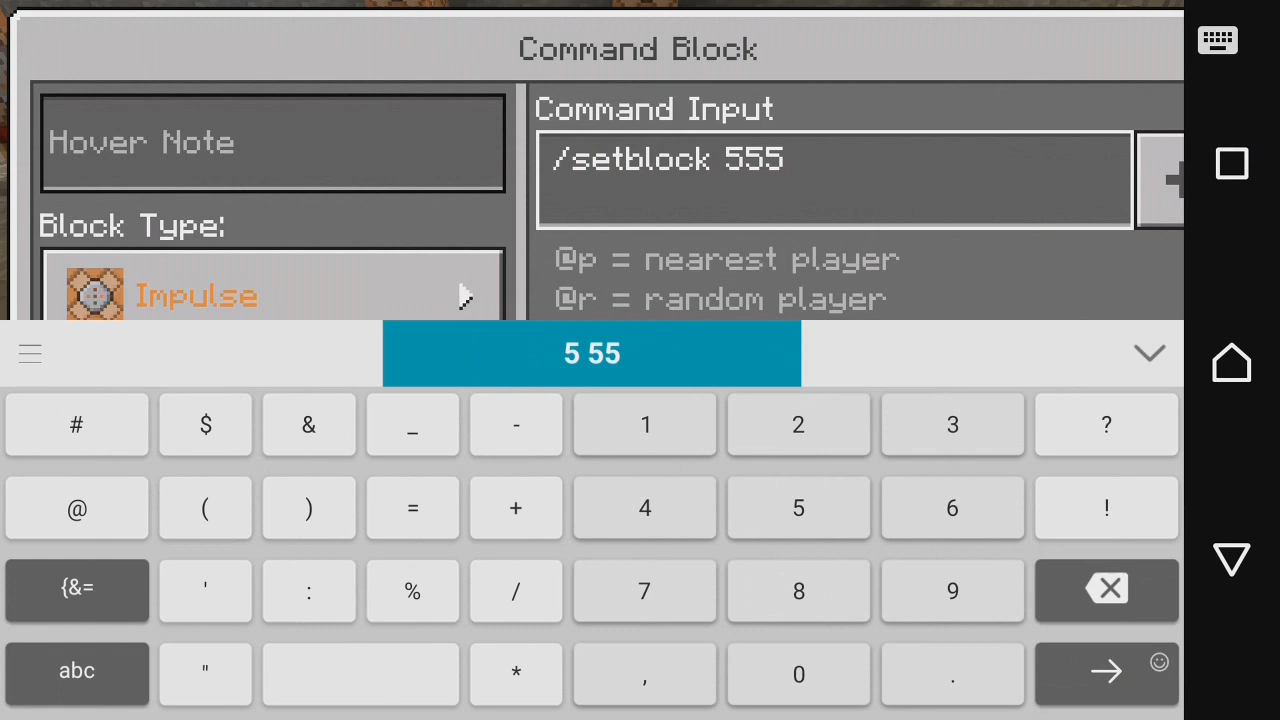 Command Block
Hover Note
Block Type:
Impulse
Command Input
/setblock 555
@p = nearest player
@r = random player
5 55
# $ & _ - 1 2 3 ?
@ ( ) = + 4 5 6 !
{&= ' : % / 7 8 9
abc " * , 0 .